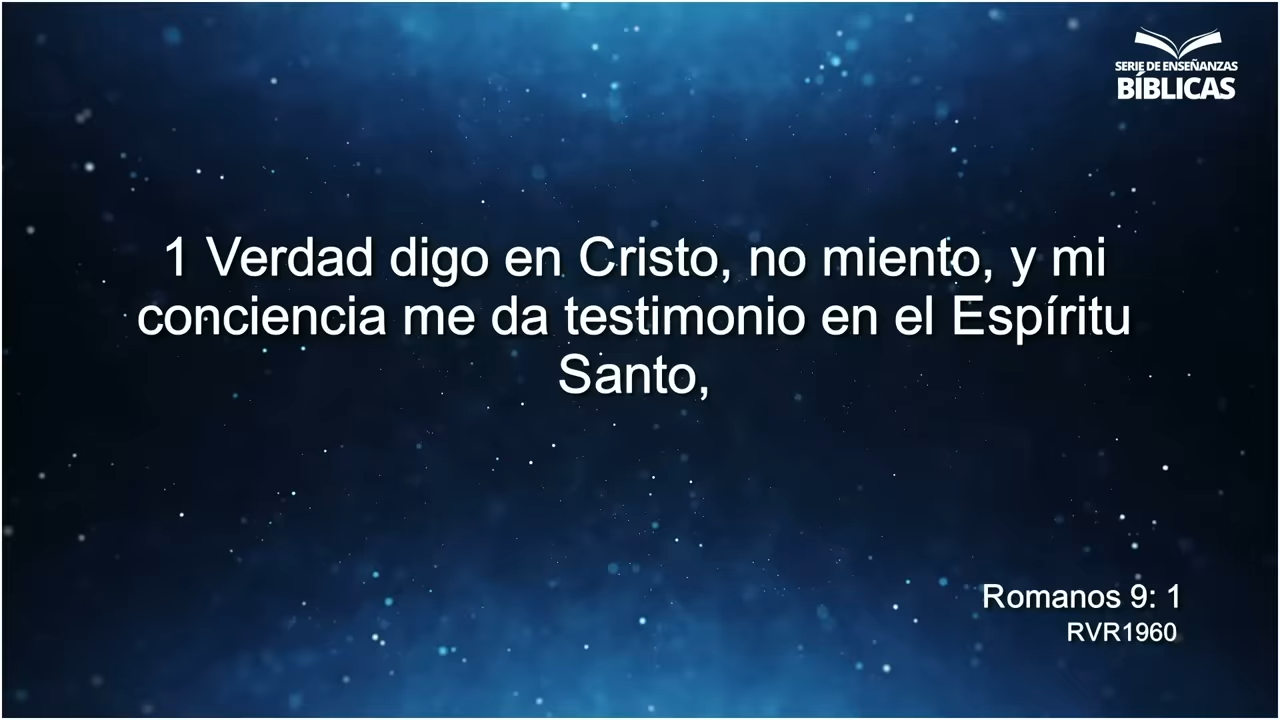 SERIE DE ENSEÑANZAS
BÍBLICAS
1 Verdad digo en Cristo, no miento, y mi
conciencia me da testimonio en el Espíritu
Santo,
Romanos 9: 1
RVR1960